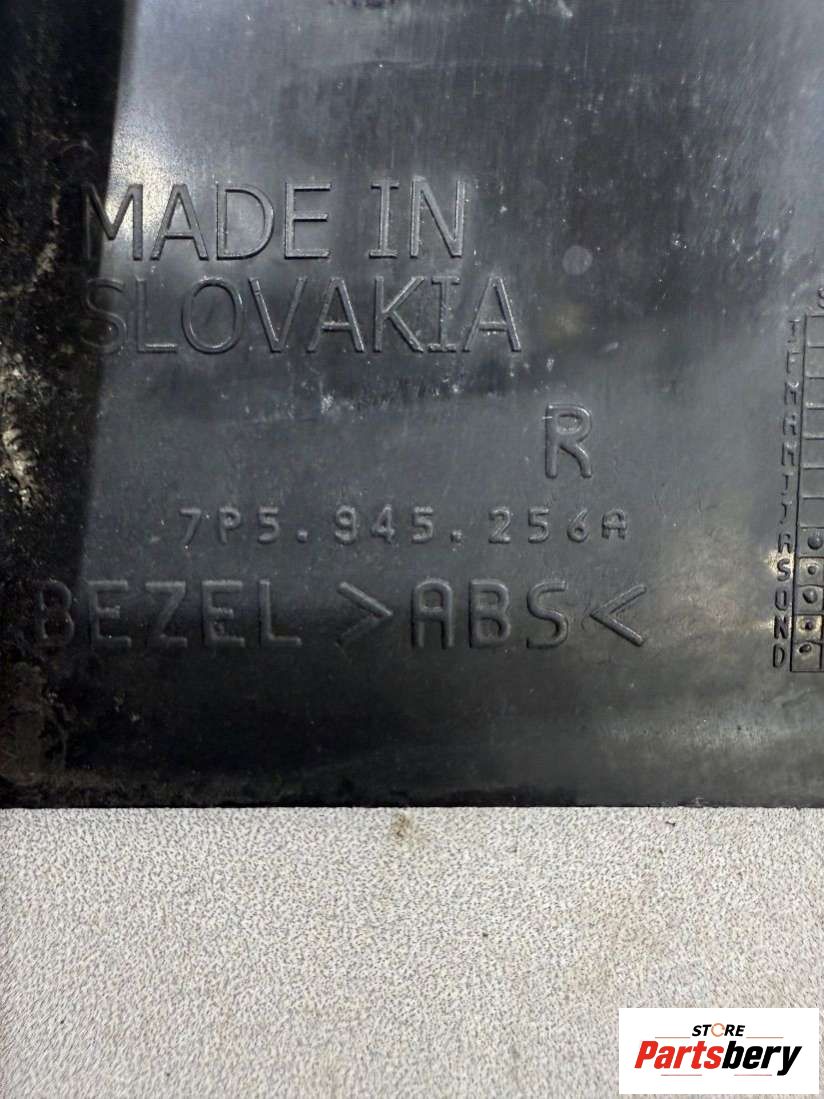 MADE IN
SLOVAKIA
R
7P5.945.256A
BEZEL >ABS<
S
J
F
M
A
M
J
J
A
S
O
N
D
STORE
Partsbery